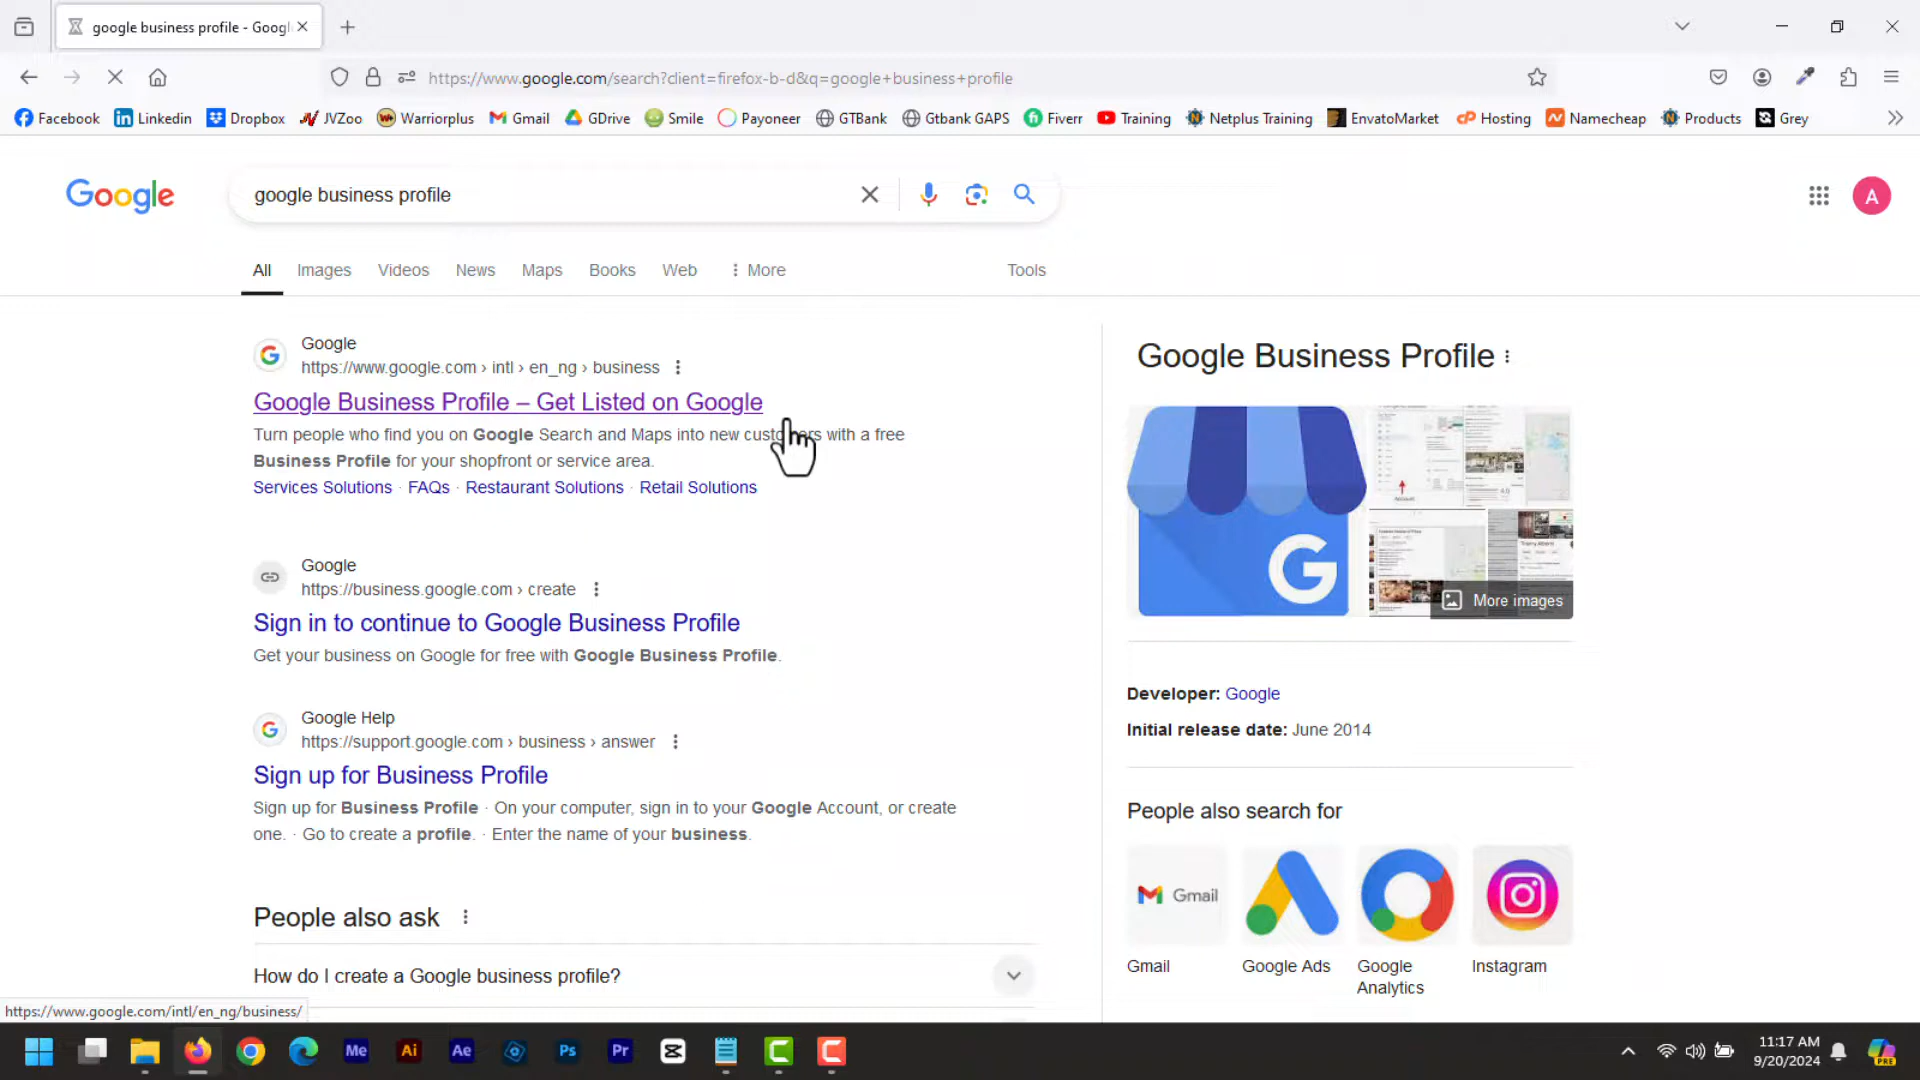 google business profile - Googl
https://www.google.com/search?client=firefox-b-d&q=google+business+profile
Facebook
Linkedin
Dropbox
JVZoo
Warriorplus
Gmail
GDrive
Smile
Payoneer
GTBank
Gtbank GAPS
Fiverr
Training
Netplus Training
EnvatoMarket
Hosting
Namecheap
Products
Grey
Google
google business profile
A
All
Images
Videos
News
Maps
Books
Web
More
Tools
Google
https://www.google.com › intl › en_ng › business
Google Business Profile – Get Listed on Google
Turn people who find you on Google Search and Maps into new customers with a free
Business Profile for your shopfront or service area.
Services Solutions · FAQs · Restaurant Solutions · Retail Solutions
Google
https://business.google.com › create
Sign in to continue to Google Business Profile
Get your business on Google for free with Google Business Profile.
Google Help
https://support.google.com › business › answer
Sign up for Business Profile
Sign up for Business Profile · On your computer, sign in to your Google Account, or create
one. · Go to create a profile. · Enter the name of your business.
People also ask
How do I create a Google business profile?
Google Business Profile
G
More images
Developer: Google
Initial release date: June 2014
People also search for
Gmail
Gmail
Google Ads
Google
Analytics
Instagram
https://www.google.com/intl/en_ng/business/
Me
Ai
Ae
Ps
Pr
11:17 AM
9/20/2024
PRE